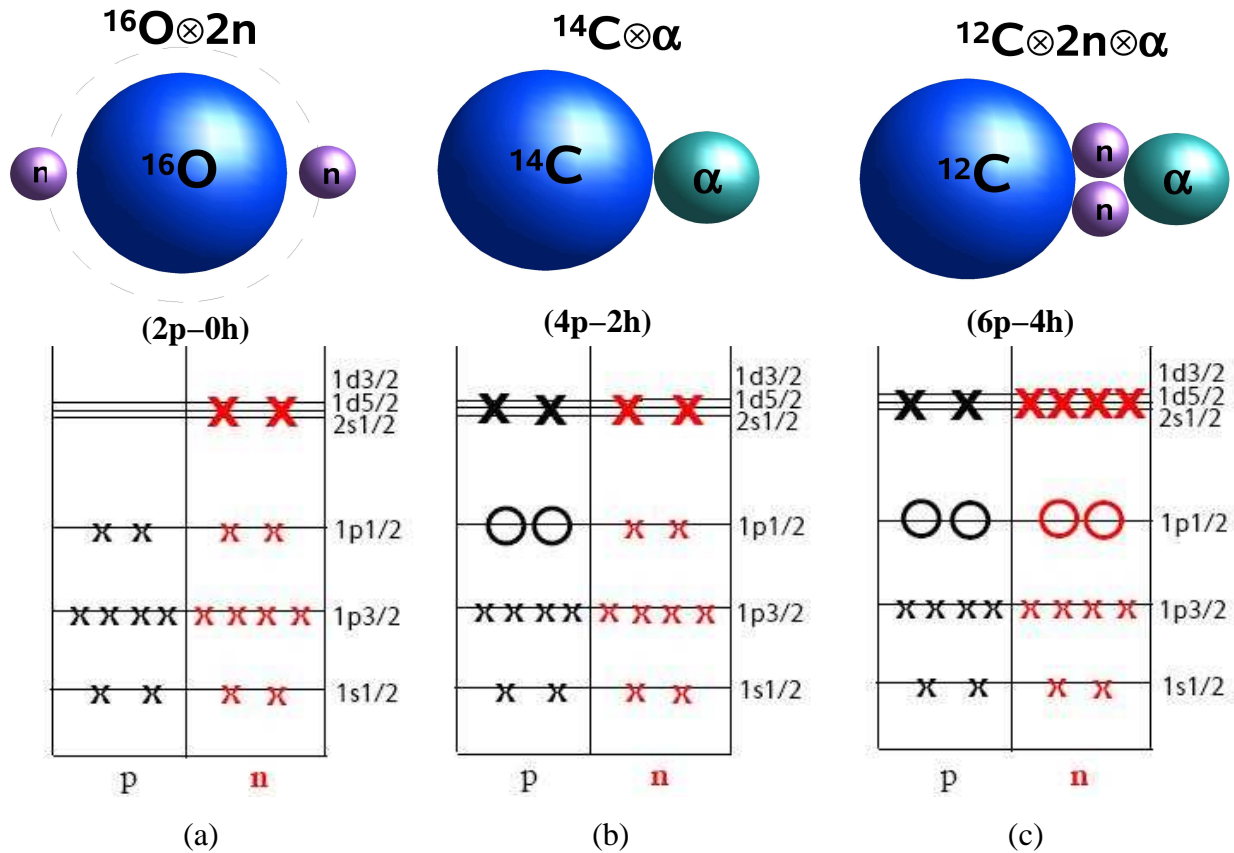 ¹⁶O⊗2n
n
¹⁶O
n
(2p−0h)
1d3/2
1d5/2
2s1/2
X X
1p1/2
x x x x
1p3/2
x x x x x x x x
1s1/2
x x x x
p n
(a)
¹⁴C⊗α
¹⁴C
α
(4p−2h)
1d3/2
1d5/2
2s1/2
X X X X
1p1/2
x x
1p3/2
x x x x x x x x
1s1/2
x x x x
p n
(b)
¹²C⊗2n⊗α
¹²C
n
n
α
(6p−4h)
1d3/2
1d5/2
2s1/2
X X X X X X
1p1/2
1p3/2
x x x x x x x x
1s1/2
x x x x
p n
(c)